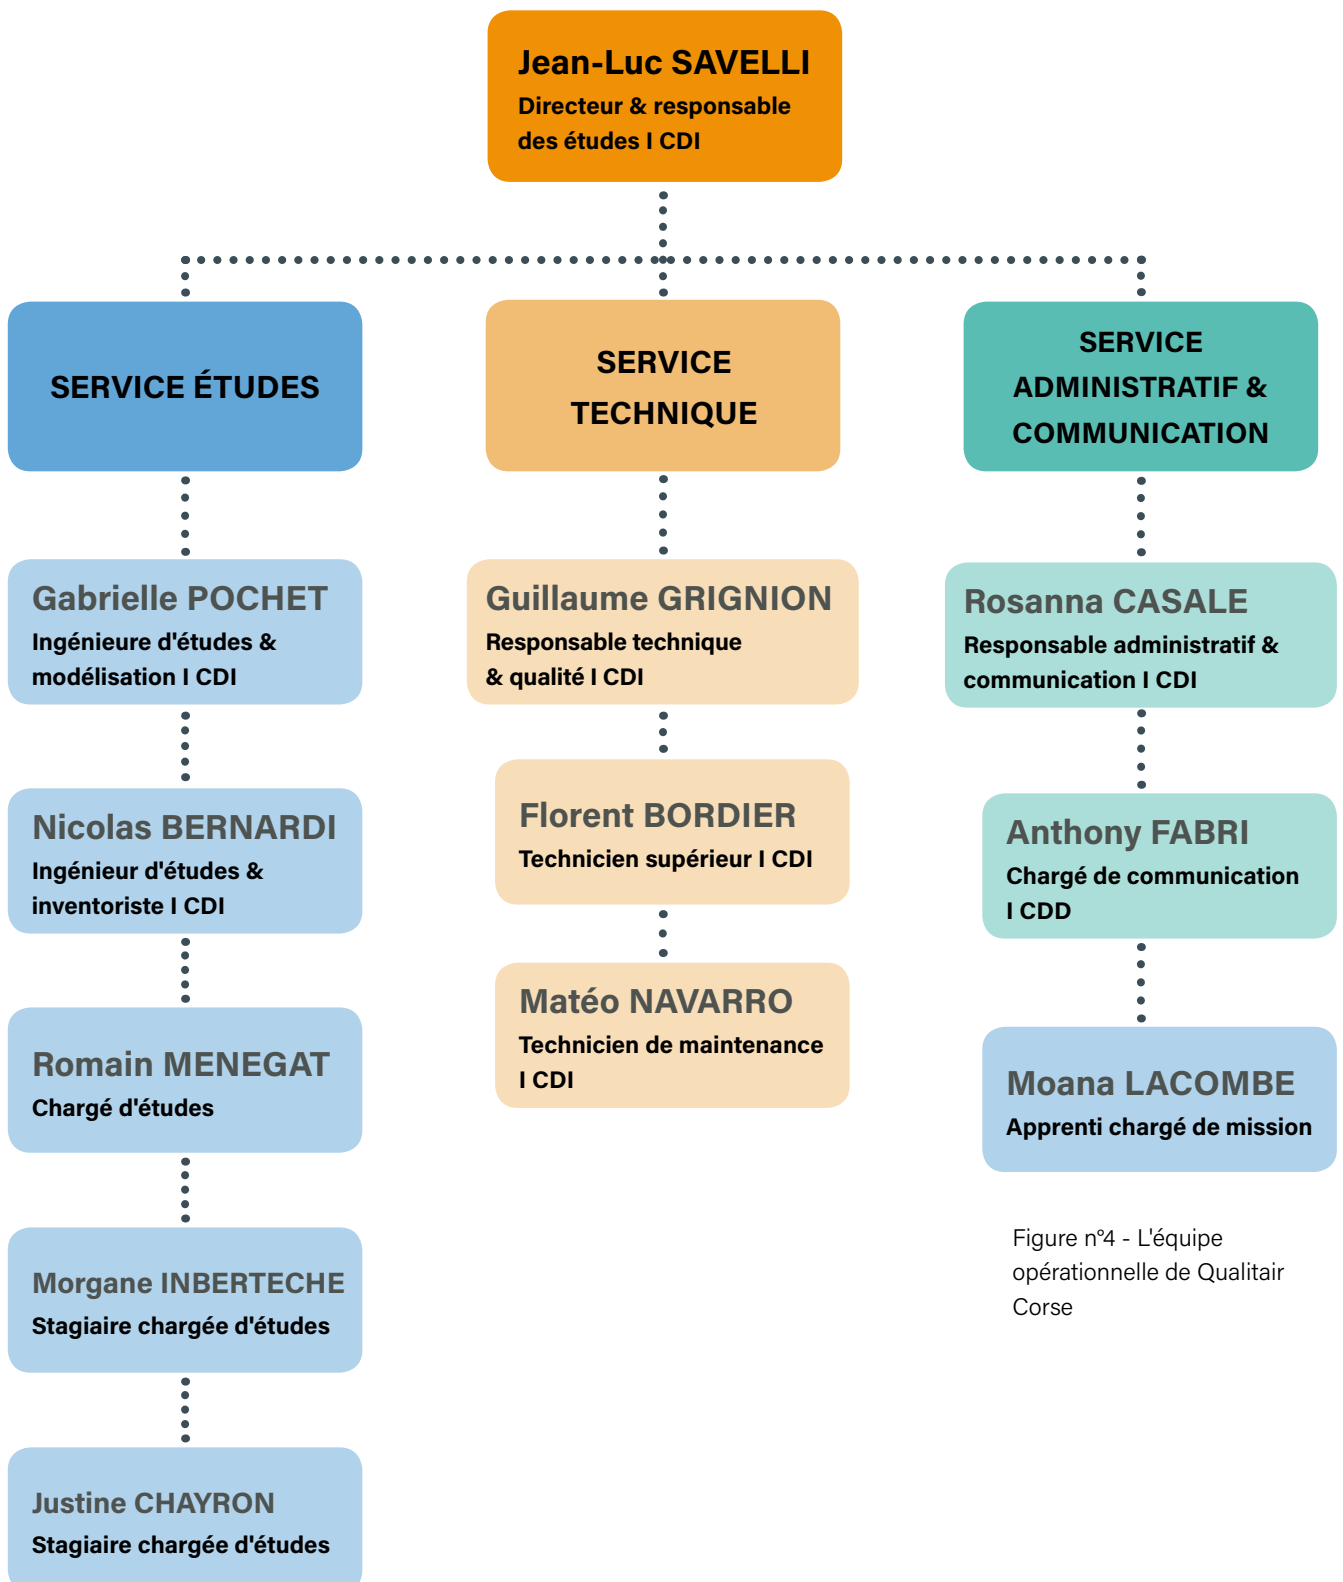 Jean-Luc SAVELLI
Directeur & responsable
des études I CDI
SERVICE ÉTUDES
SERVICE
TECHNIQUE
SERVICE
ADMINISTRATIF &
COMMUNICATION
Gabrielle POCHET
Ingénieure d'études &
modélisation I CDI
Nicolas BERNARDI
Ingénieur d'études &
inventoriste I CDI
Romain MENEGAT
Chargé d'études
Morgane INBERTECHE
Stagiaire chargée d'études
Justine CHAYRON
Stagiaire chargée d'études
Guillaume GRIGNION
Responsable technique
& qualité I CDI
Florent BORDIER
Technicien supérieur I CDI
Matéo NAVARRO
Technicien de maintenance
I CDI
Rosanna CASALE
Responsable administratif &
communication I CDI
Anthony FABRI
Chargé de communication
I CDD
Moana LACOMBE
Apprenti chargé de mission
Figure n°4 - L'équipe
opérationnelle de Qualitair
Corse